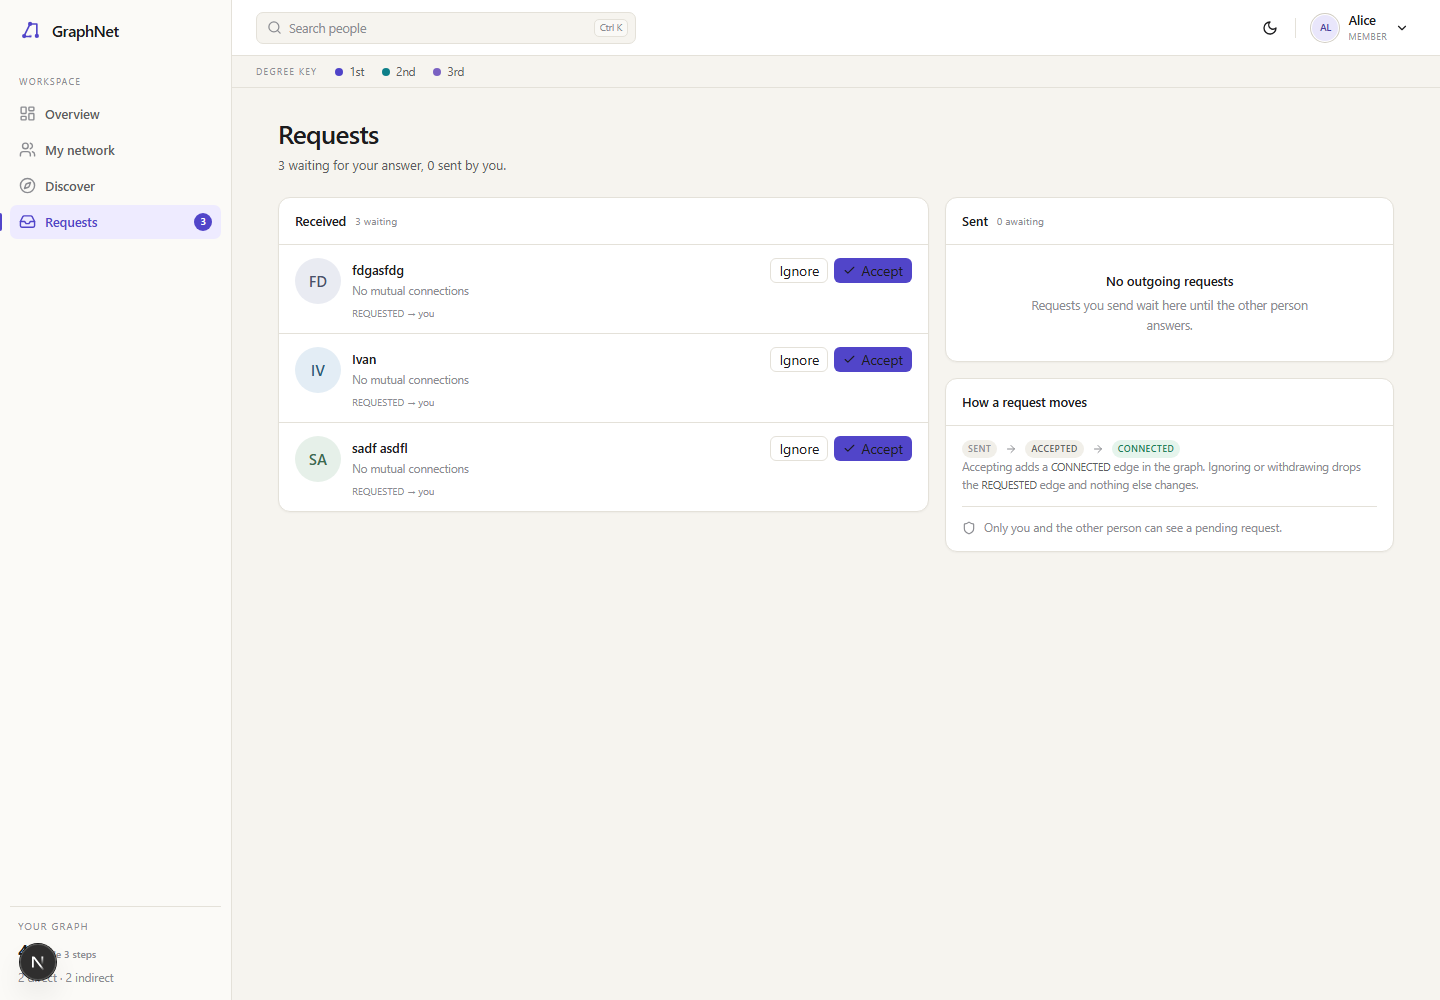 GraphNet
Search people
Ctrl K
AL
Alice
MEMBER
WORKSPACE
Overview
My network
Discover
Requests
3
DEGREE KEY
1st
2nd
3rd
Requests
3 waiting for your answer, 0 sent by you.
Received 3 waiting
FD
fdgasfdg
No mutual connections
REQUESTED → you
Ignore
Accept
IV
Ivan
No mutual connections
REQUESTED → you
Ignore
Accept
SA
sadf asdfl
No mutual connections
REQUESTED → you
Ignore
Accept
Sent 0 awaiting
No outgoing requests
Requests you send wait here until the other person
answers.
How a request moves
SENT → ACCEPTED → CONNECTED
Accepting adds a CONNECTED edge in the graph. Ignoring or withdrawing drops
the REQUESTED edge and nothing else changes.
Only you and the other person can see a pending request.
YOUR GRAPH
3 steps
N
2 · 2 indirect